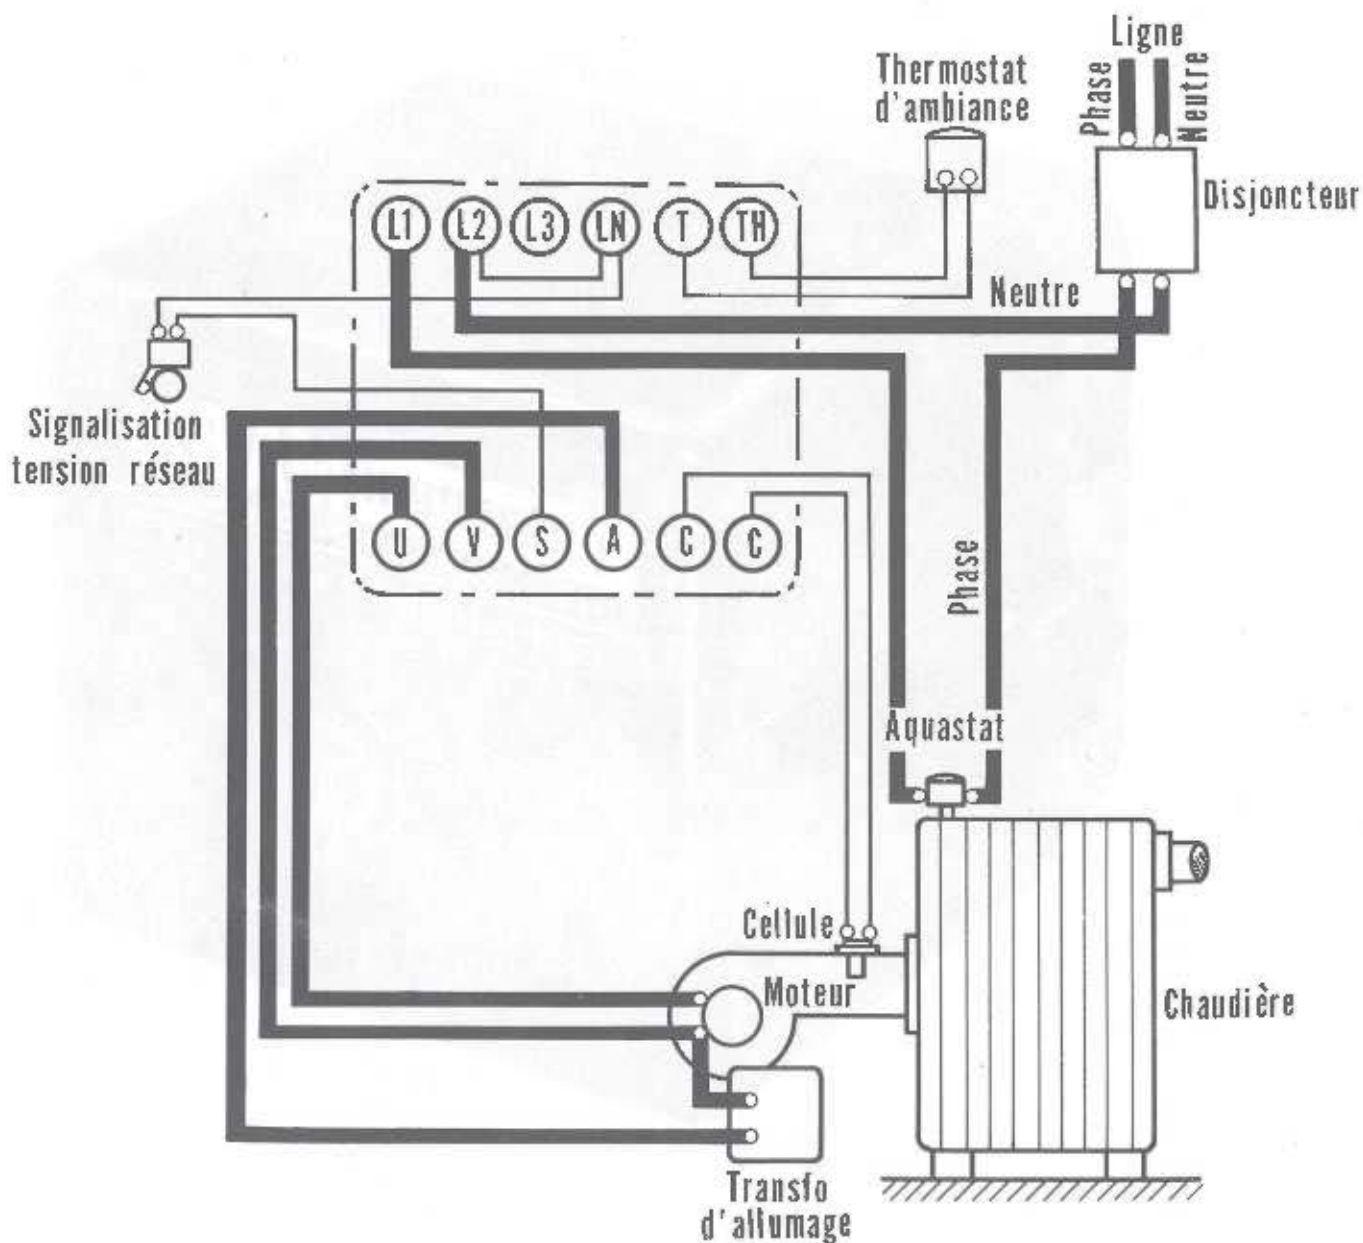 Ligne
Phase
Neutre
Thermostat
d'ambiance
Disjoncteur
L1 L2 L3 LN T TH
Neutre
Signalisation
tension réseau
U V S A C C
Phase
Aquastat
Cellule
Moteur
Chaudière
Transfo
d'allumage